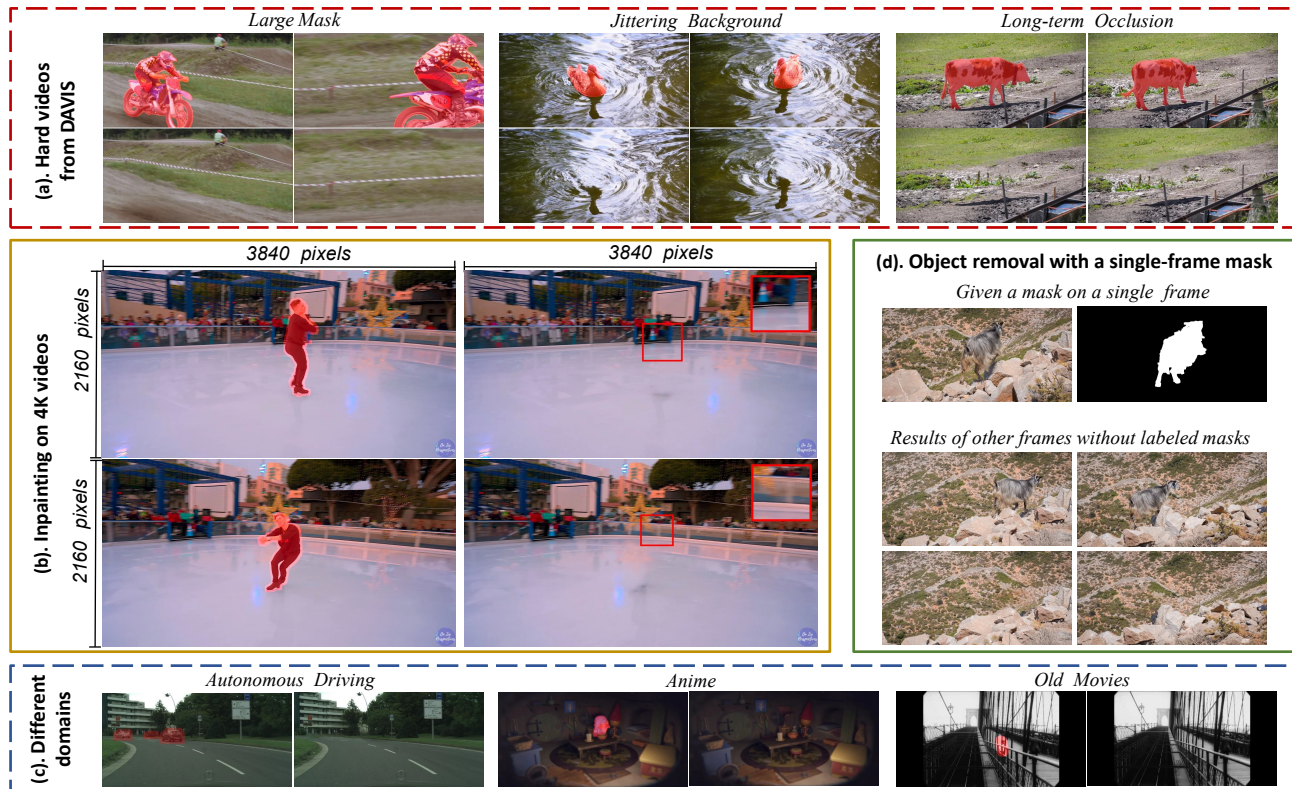 Large Mask
Jittering Background
Long-term Occlusion
(a). Hard videos
from DAVIS
3840 pixels
3840 pixels
2160 pixels
2160 pixels
(b). Inpainting on 4K videos
(d). Object removal with a single-frame mask
Given a mask on a single frame
Results of other frames without labeled masks
Autonomous Driving
Anime
Old Movies
(c). Different
domains